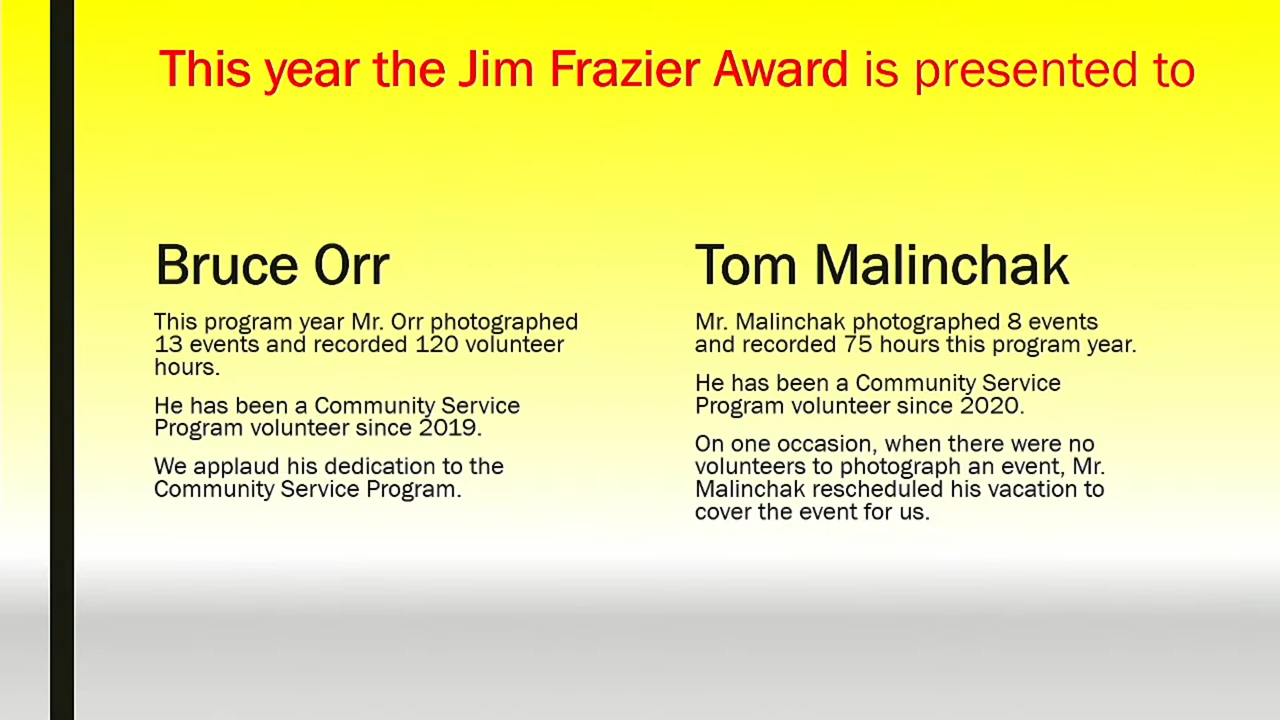 This year the Jim Frazier Award is presented to
Bruce Orr
This program year Mr. Orr photographed
13 events and recorded 120 volunteer
hours.
He has been a Community Service
Program volunteer since 2019.
We applaud his dedication to the
Community Service Program.
Tom Malinchak
Mr. Malinchak photographed 8 events
and recorded 75 hours this program year.
He has been a Community Service
Program volunteer since 2020.
On one occasion, when there were no
volunteers to photograph an event, Mr.
Malinchak rescheduled his vacation to
cover the event for us.